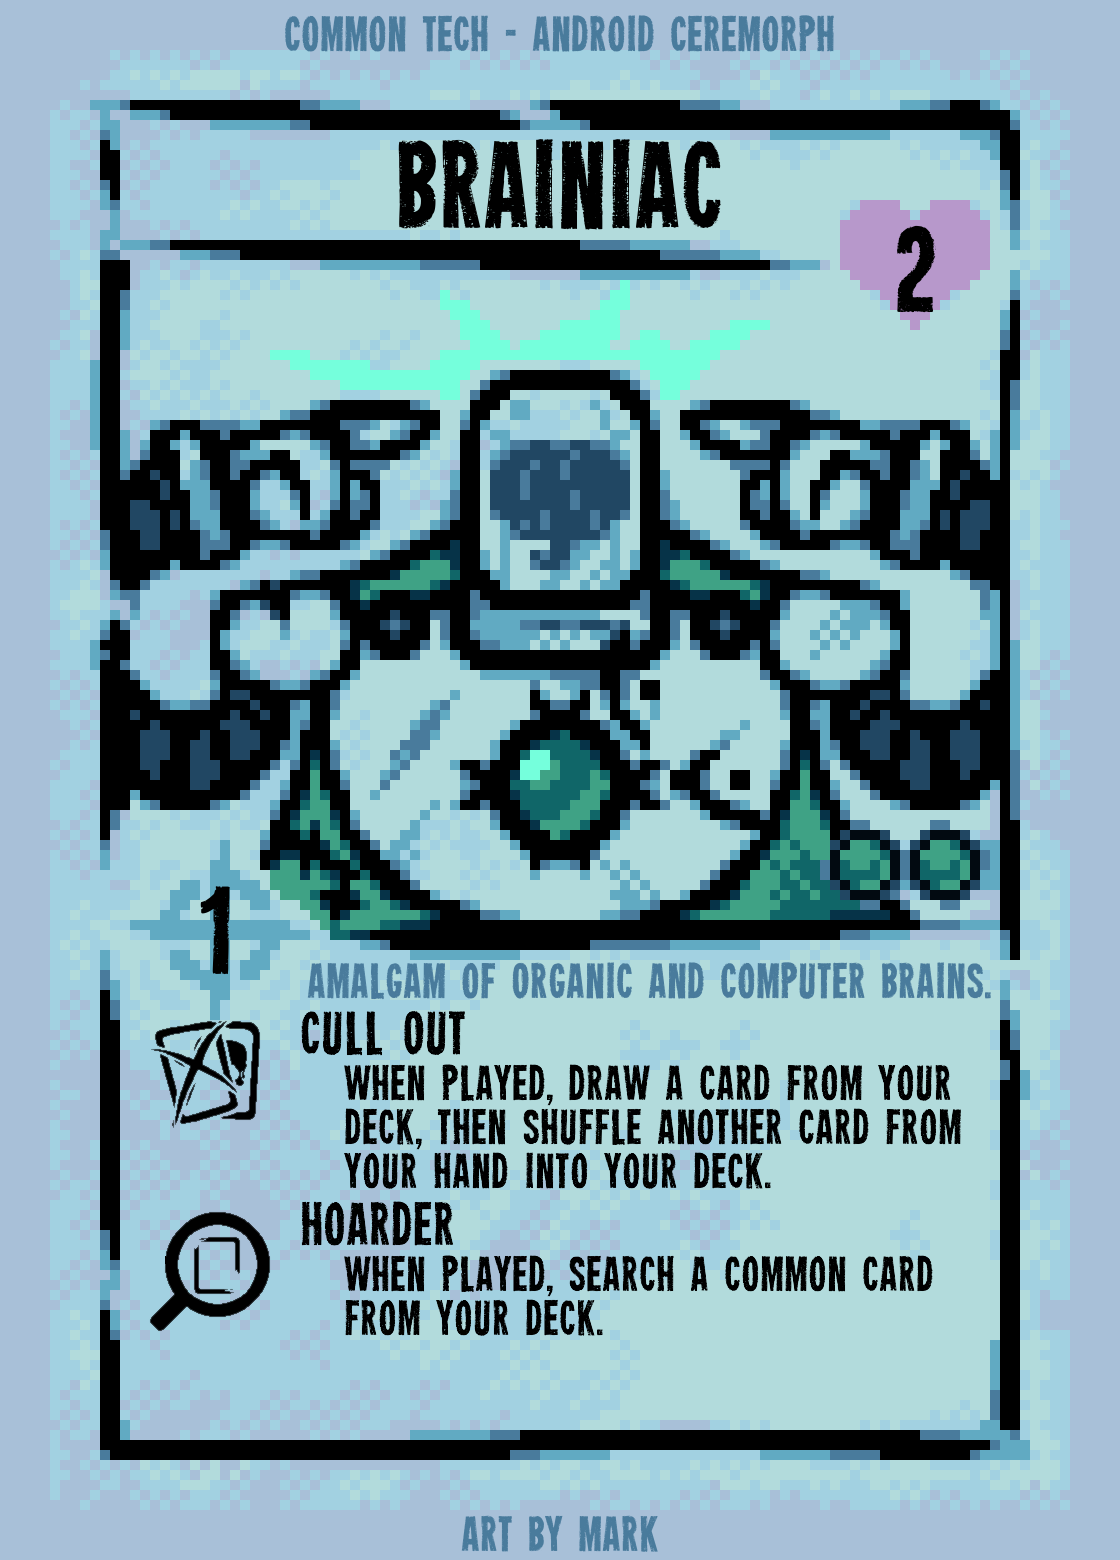 COMMON TECH - ANDROID CEREMORPH
BRAINIAC
2
1
AMALGAM OF ORGANIC AND COMPUTER BRAINS.
CULL OUT
WHEN PLAYED, DRAW A CARD FROM YOUR
DECK, THEN SHUFFLE ANOTHER CARD FROM
YOUR HAND INTO YOUR DECK.
HOARDER
WHEN PLAYED, SEARCH A COMMON CARD
FROM YOUR DECK.
ART BY MARK